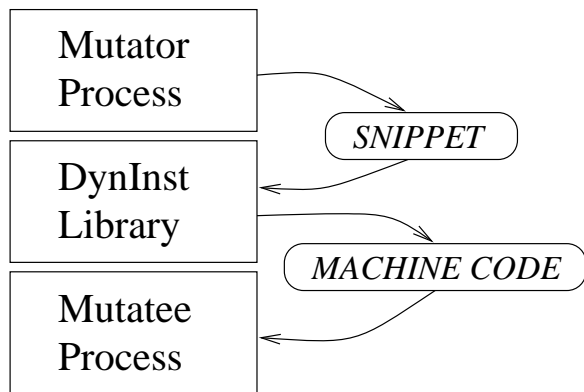 Mutator
Process
SNIPPET
DynInst
Library
MACHINE CODE
Mutatee
Process